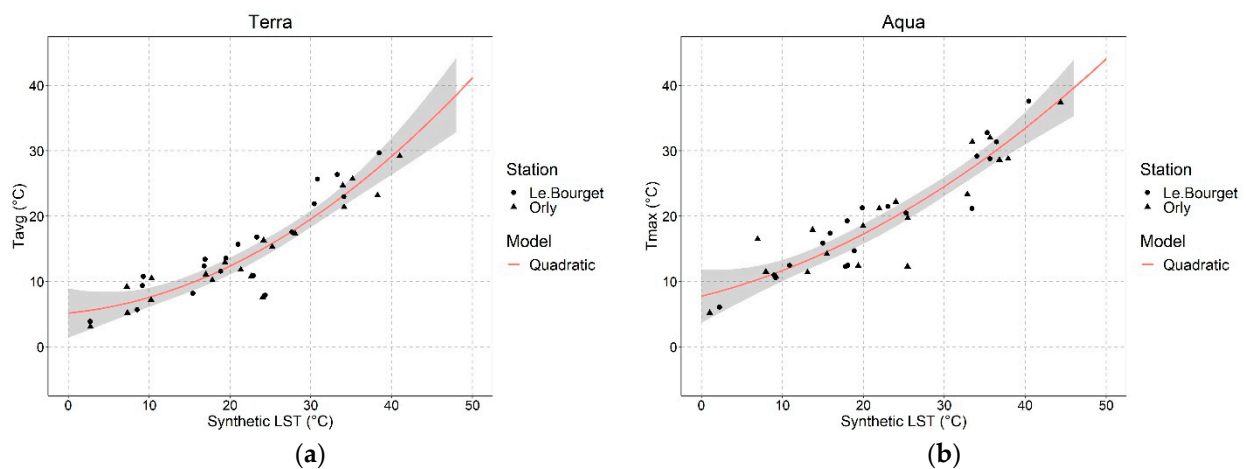 Terra
Tavg (°C)
40
30
20
10
0
0 10 20 30 40 50
Synthetic LST (°C)
Station
Le.Bourget
Orly
Model
Quadratic
(a)
Aqua
Tmax (°C)
40
30
20
10
0
0 10 20 30 40 50
Synthetic LST (°C)
Station
Le.Bourget
Orly
Model
Quadratic
(b)